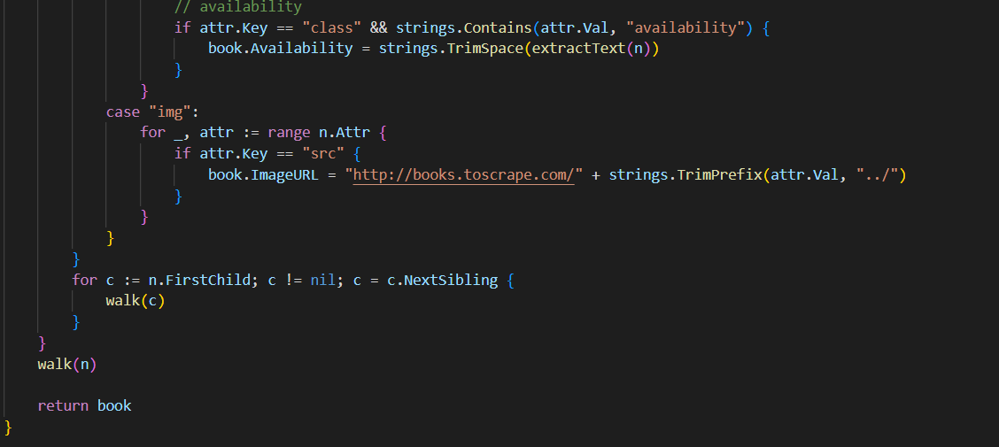 // availability
if attr.Key == "class" && strings.Contains(attr.Val, "availability") {
book.Availability = strings.TrimSpace(extractText(n))
}
}
case "img":
for _, attr := range n.Attr {
if attr.Key == "src" {
book.ImageURL = "http://books.toscrape.com/" + strings.TrimPrefix(attr.Val, "../")
}
}
}
}
for c := n.FirstChild; c != nil; c = c.NextSibling {
walk(c)
}
}
walk(n)
return book
}